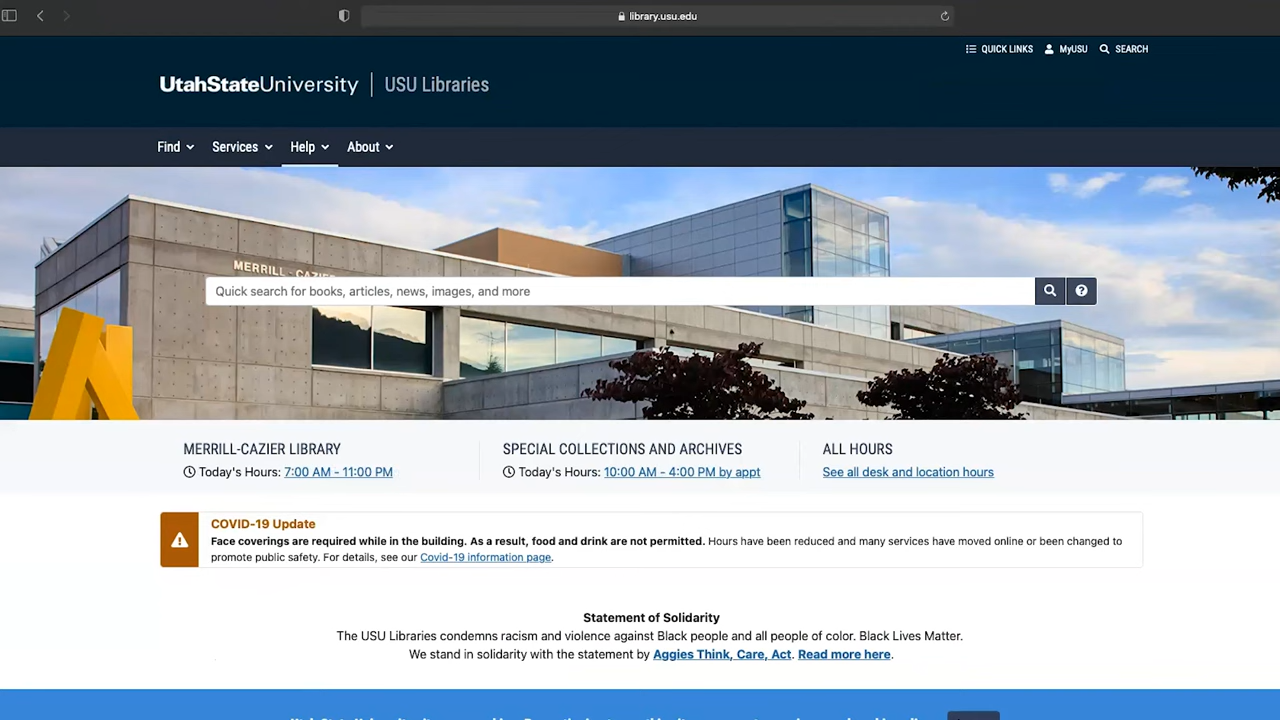 library.usu.edu
QUICK LINKS MyUSU SEARCH
UtahStateUniversity USU Libraries
Find Services Help About
MERRILL-CAZIER
Quick search for books, articles, news, images, and more
MERRILL-CAZIER LIBRARY
Today's Hours: 7:00 AM - 11:00 PM
SPECIAL COLLECTIONS AND ARCHIVES
Today's Hours: 10:00 AM - 4:00 PM by appt
ALL HOURS
See all desk and location hours
COVID-19 Update
Face coverings are required while in the building. As a result, food and drink are not permitted. Hours have been reduced and many services have moved online or been changed to
promote public safety. For details, see our Covid-19 information page.
Statement of Solidarity
The USU Libraries condemns racism and violence against Black people and all people of color. Black Lives Matter.
We stand in solidarity with the statement by Aggies Think, Care, Act. Read more here.